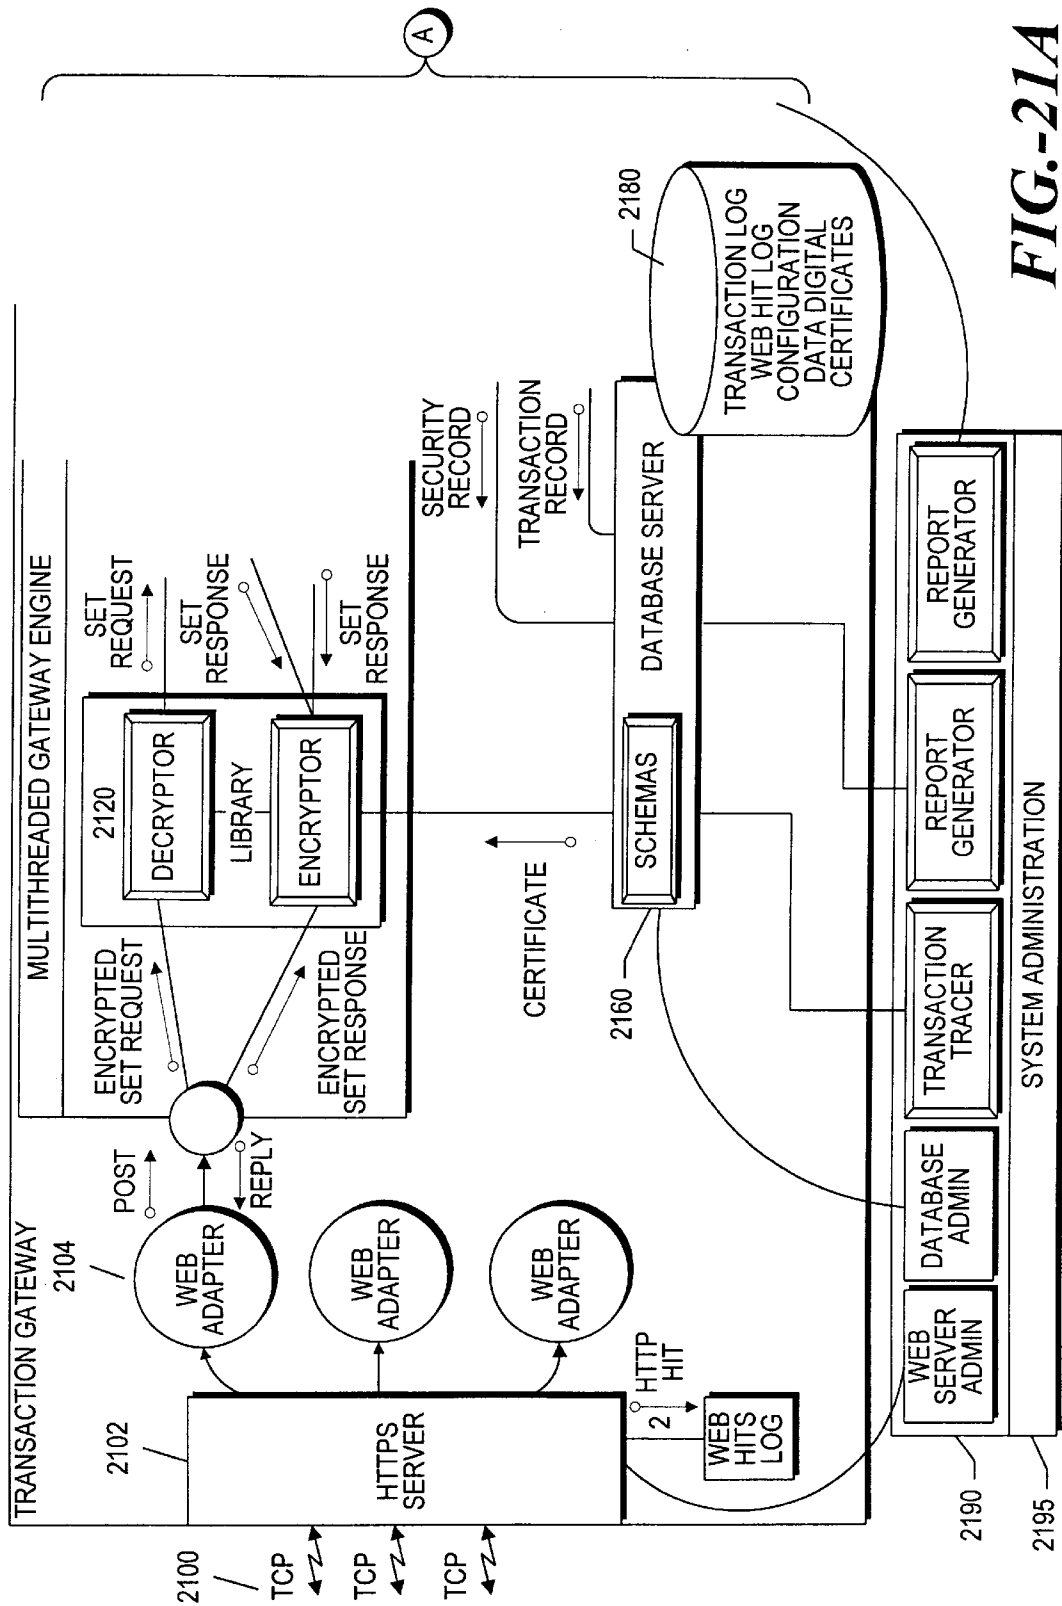 TRANSACTION GATEWAY
MULTITHREADED GATEWAY ENGINE
2100
TCP
TCP
TCP
2102
HTTPS
SERVER
2104
WEB
ADAPTER
WEB
ADAPTER
WEB
ADAPTER
POST
REPLY
ENCRYPTED
SET REQUEST
ENCRYPTED
SET RESPONSE
2120
DECRYPTOR
LIBRARY
ENCRYPTOR
SET
REQUEST
SET
RESPONSE
SET
RESPONSE
A
HTTP
HIT
2
WEB
HITS
LOG
CERTIFICATE
2160
SCHEMAS
DATABASE SERVER
SECURITY
RECORD
TRANSACTION
RECORD
2180
TRANSACTION LOG
WEB HIT LOG
CONFIGURATION
DATA DIGITAL
CERTIFICATES
2190
WEB
SERVER
ADMIN
DATABASE
ADMIN
TRANSACTION
TRACER
REPORT
GENERATOR
REPORT
GENERATOR
2195
SYSTEM ADMINISTRATION
FIG.-21A